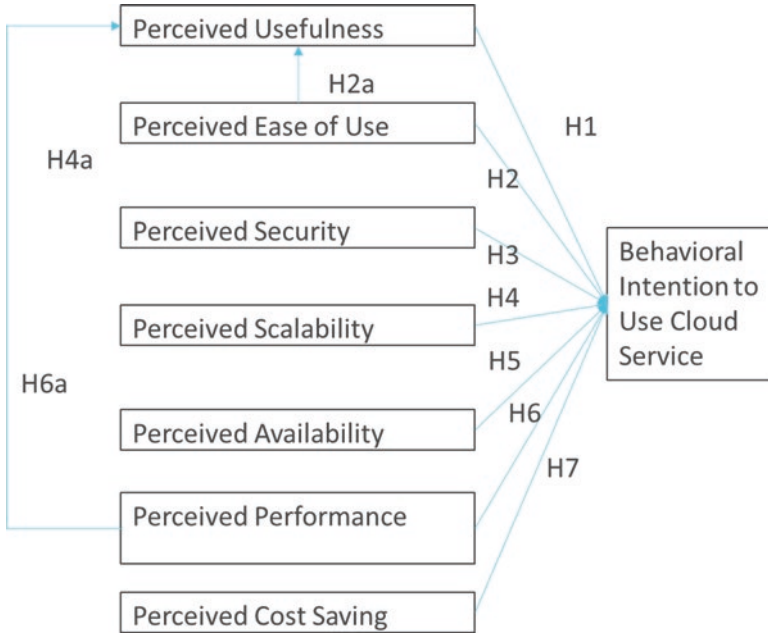 Perceived Usefulness
H2a
Perceived Ease of Use
H1
H4a
H2
Perceived Security
H3
Behavioral
Intention to
Use Cloud
Service
H4
Perceived Scalability
H5
H6a
Perceived Availability
H6
H7
Perceived Performance
Perceived Cost Saving